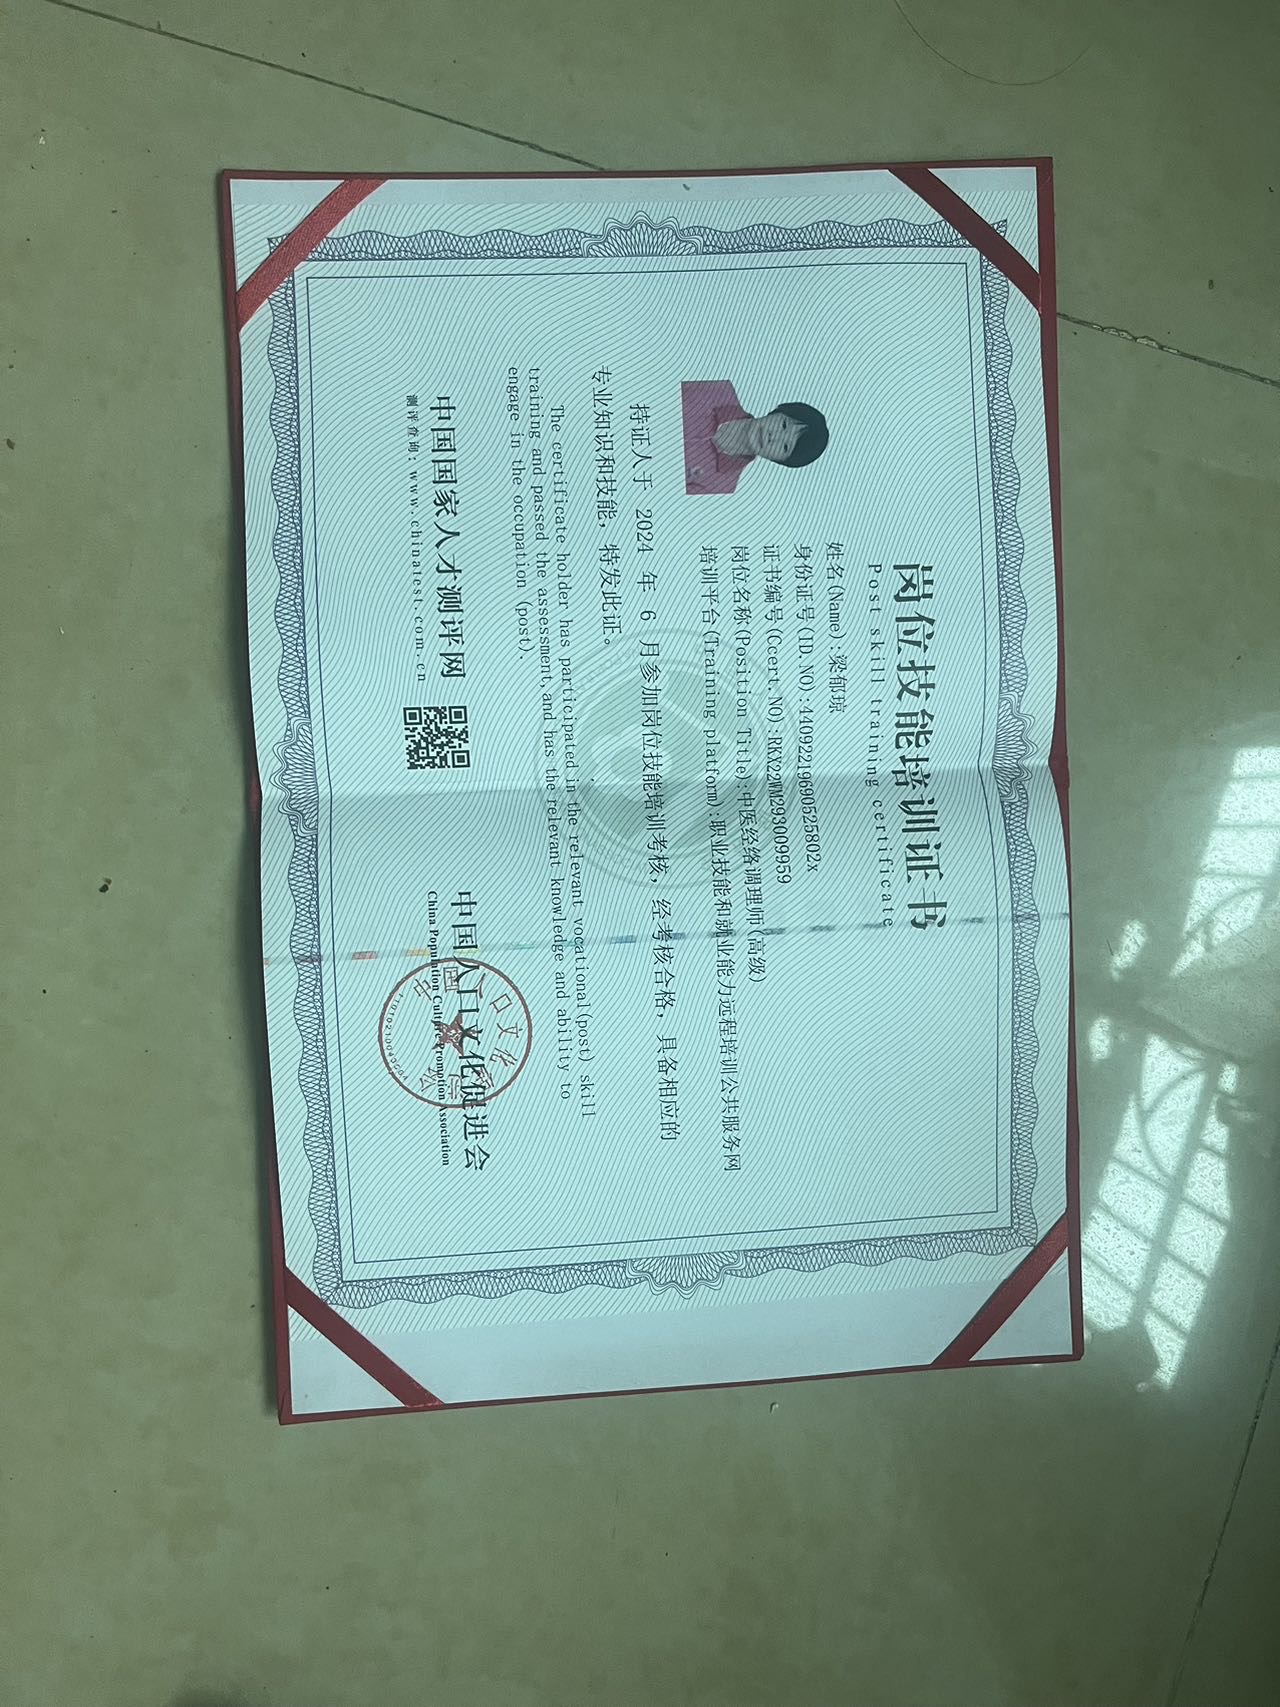 岗位技能培训证书
Post skill training certificate
姓名(Name):梁郁琼
身份证号(ID.NO):44092219690525802x
证书编号(Ccert.NO):RKX22WM293009959
岗位名称(Position Title):中医经络调理师(高级)
培训平台(Training platform):职业技能和就业能力远程培训公共服务网
持证人于 2024 年 6 月参加岗位技能培训考核，经考核合格，具备相应的
专业知识和技能，特发此证。
The certificate holder has participated in the relevant vocational(post) skill
training and passed the assessment,and has the relevant knowledge and ability to
engage in the occupation (post).
中国国家人才测评网
测评查询：www.chinatest.com.cn
中国人口文化促进会
China Population Culture Promotion Association